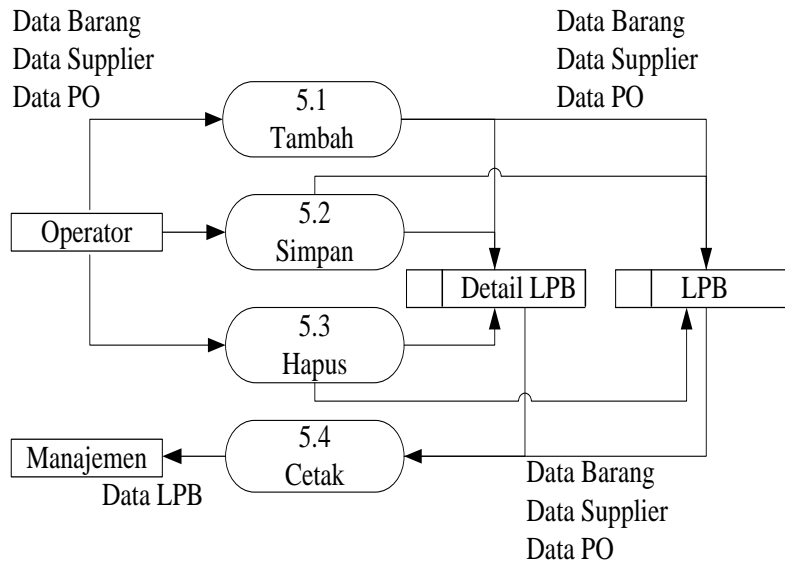 Data Barang
Data Supplier
Data PO
Data Barang
Data Supplier
Data PO
5.1
Tambah
Operator
5.2
Simpan
Detail LPB
LPB
5.3
Hapus
Manajemen
5.4
Cetak
Data LPB
Data Barang
Data Supplier
Data PO